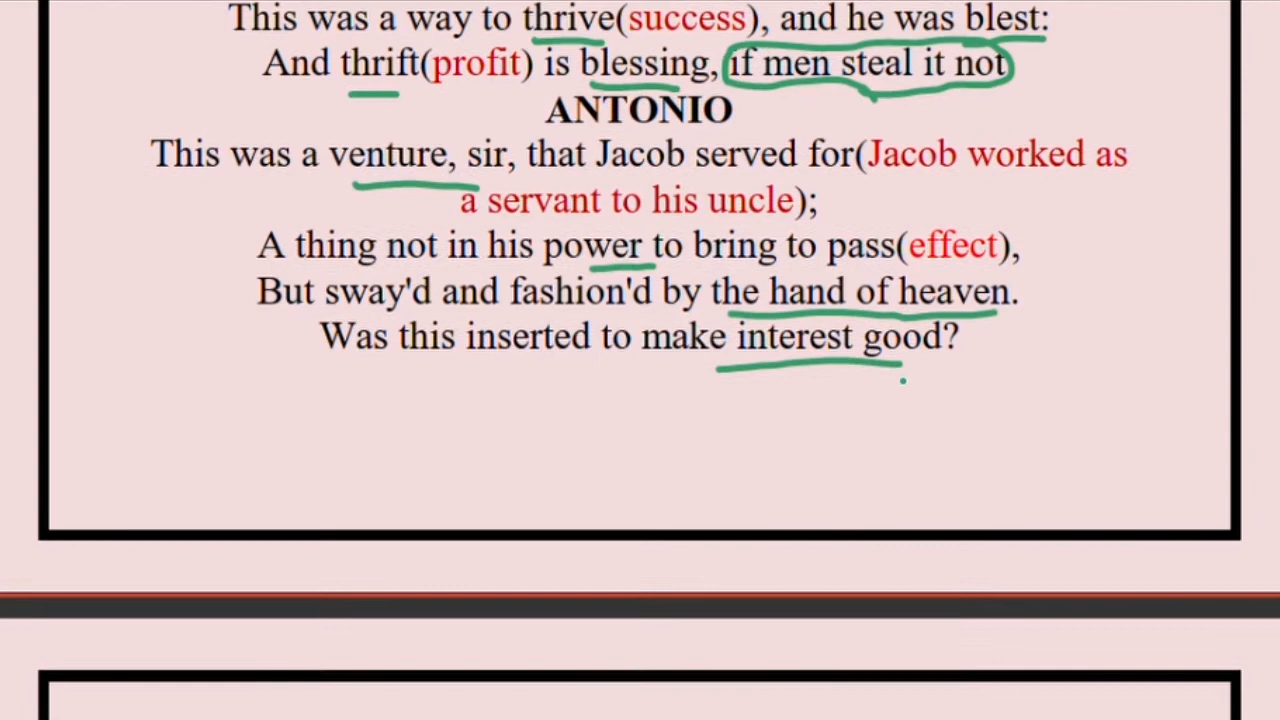 This was a way to thrive(success), and he was blest:
And thrift(profit) is blessing, if men steal it not
ANTONIO
This was a venture, sir, that Jacob served for(Jacob worked as
a servant to his uncle);
A thing not in his power to bring to pass(effect),
But sway'd and fashion'd by the hand of heaven.
Was this inserted to make interest good?